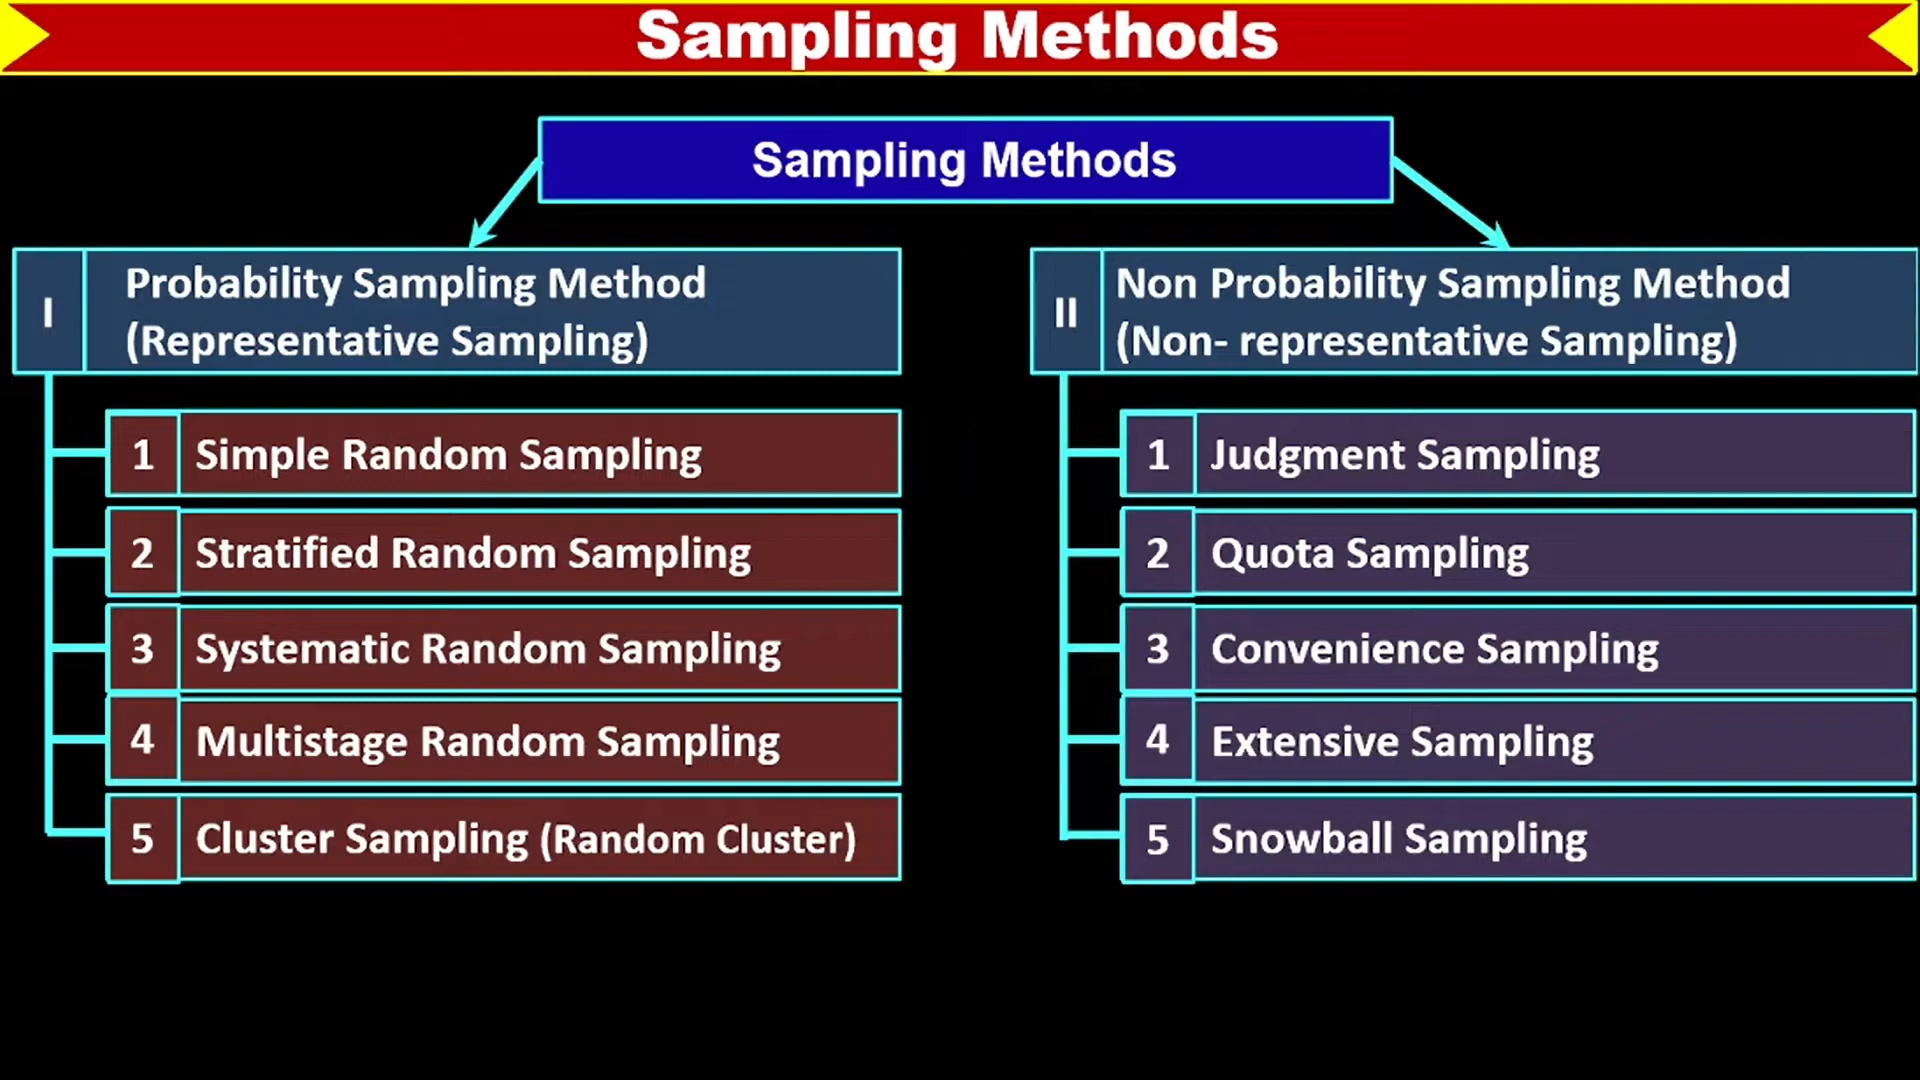 Sampling Methods
Sampling Methods
I
Probability Sampling Method
(Representative Sampling)
1 Simple Random Sampling
2 Stratified Random Sampling
3 Systematic Random Sampling
4 Multistage Random Sampling
5 Cluster Sampling (Random Cluster)
II
Non Probability Sampling Method
(Non- representative Sampling)
1 Judgment Sampling
2 Quota Sampling
3 Convenience Sampling
4 Extensive Sampling
5 Snowball Sampling